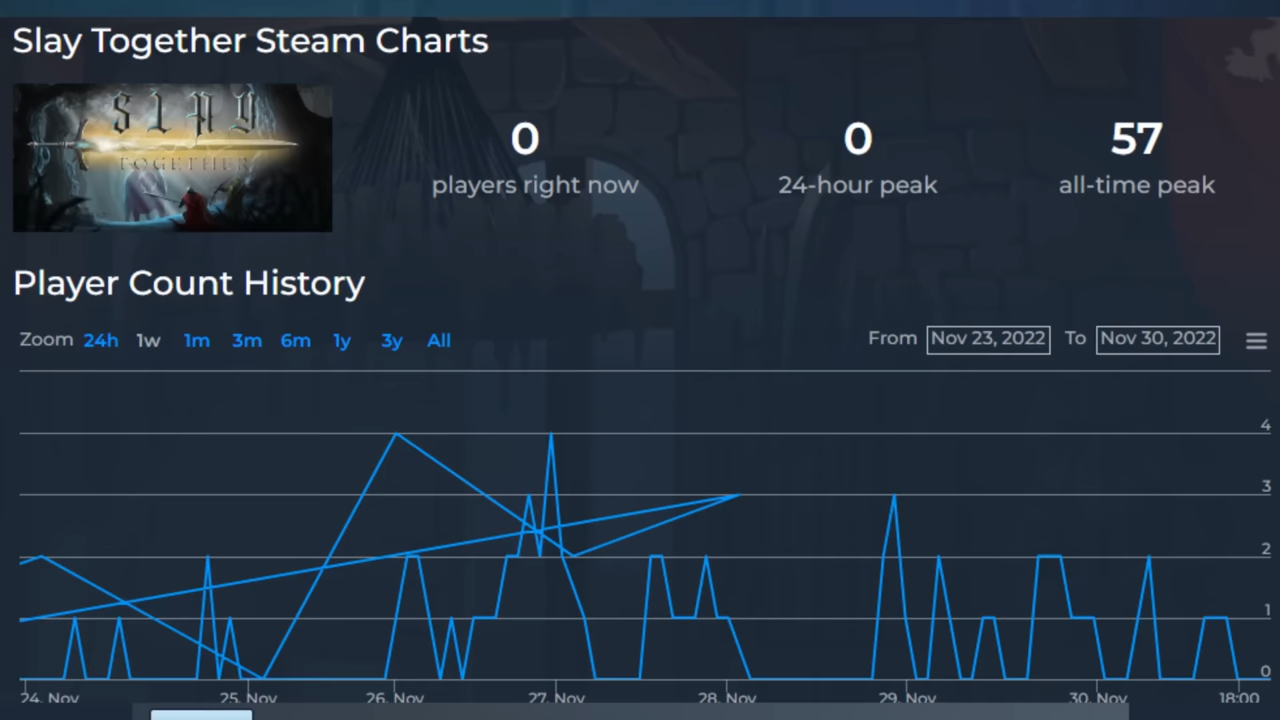 Slay Together Steam Charts
SLAY
TOGETHER
0 0 57
players right now 24-hour peak all-time peak
Player Count History
Zoom 24h 1w 1m 3m 6m 1y 3y All From Nov 23, 2022 To Nov 30, 2022
4
3
2
1
0
24. Nov 25. Nov 26. Nov 27. Nov 28. Nov 29. Nov 30. Nov 18:00